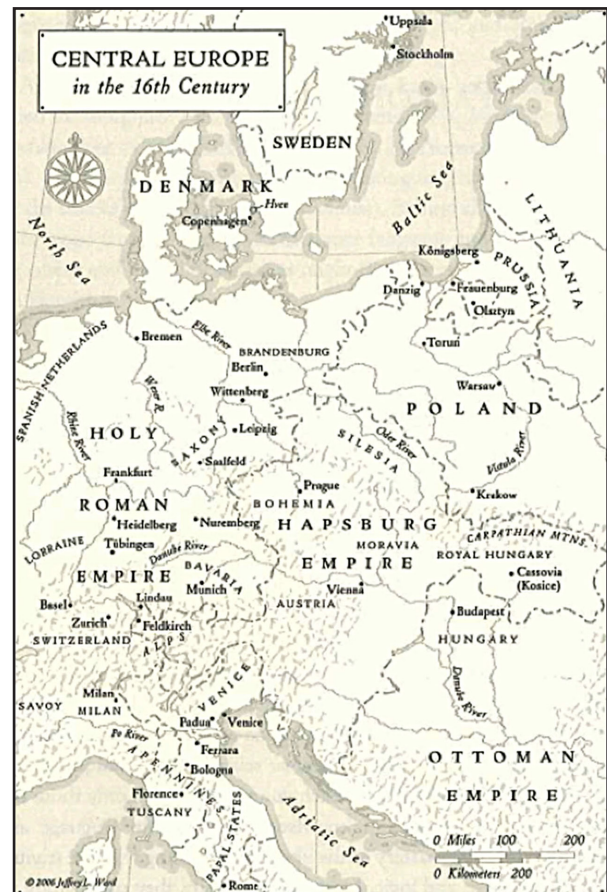 CENTRAL EUROPE
in the 16th Century
Uppsala
Stockholm
SWEDEN
DENMARK
Hven
Copenhagen
North Sea
Baltic Sea
LITHUANIA
Königsberg
PRUSSIA
Danzig
Frauenburg
Olsztyn
Toruń
SPANISH NETHERLANDS
Bremen
Elbe River
BRANDENBURG
Berlin
Weser R.
Wittenberg
Warsaw
POLAND
Rhine River
HOLY
SAXONY
Leipzig
Oder River
SILESIA
Vistula River
Saalfeld
Frankfurt
Prague
Krakow
ROMAN
BOHEMIA
Heidelberg
Nuremberg
HAPSBURG
CARPATHIAN MTNS.
LORRAINE
Tübingen
Danube River
MORAVIA
ROYAL HUNGARY
EMPIRE
BAVARIA
EMPIRE
Cassovia
(Kosice)
Munich
Vienna
Basel
Lindau
AUSTRIA
Budapest
Zurich
Feldkirch
SWITZERLAND
ALPS
HUNGARY
Danube River
VENICE
Milan
SAVOY
MILAN
Padua
Venice
Po River
Ferrara
APENNINES
Bologna
OTTOMAN
EMPIRE
Florence
TUSCANY
PAPAL STATES
Adriatic Sea
Rome
0 Miles 100 200
0 Kilometers 200
© 2006 Jeffrey L. Ward